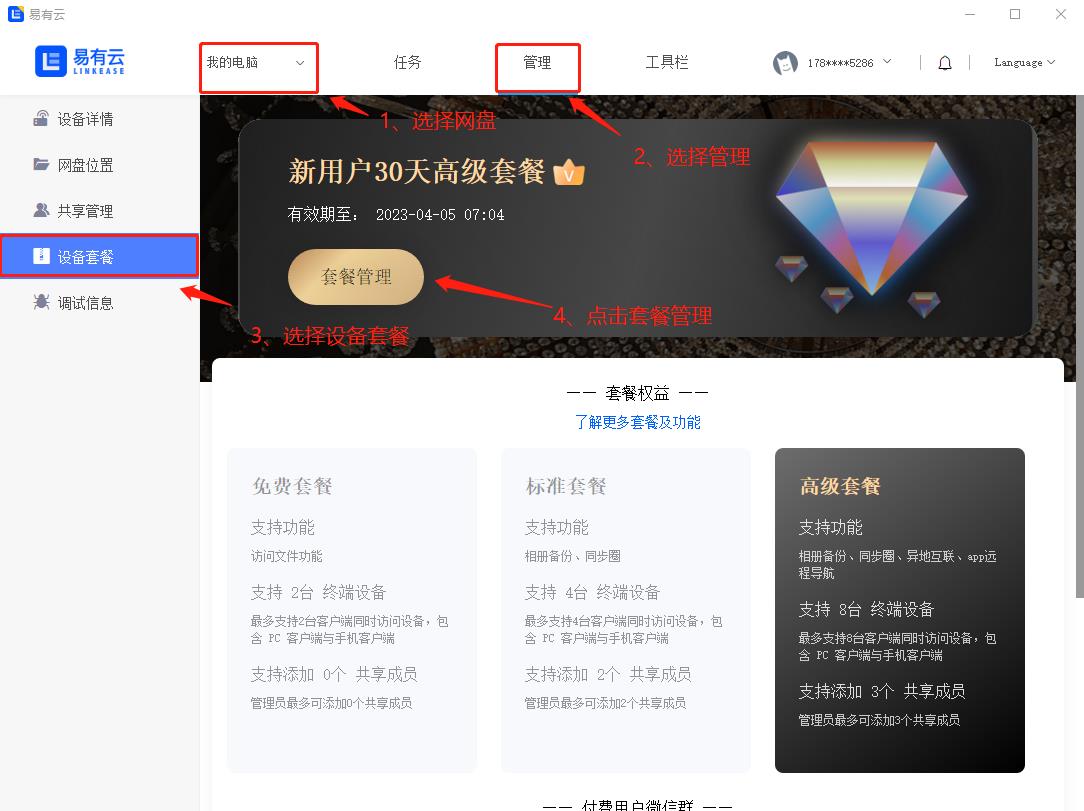 易有云
易有云
LINKEASE
我的电脑
任务
管理
工具栏
178****5286
Language
设备详情
网盘位置
共享管理
设备套餐
调试信息
1、选择网盘
2、选择管理
新用户30天高级套餐
V
有效期至： 2023-04-05 07:04
套餐管理
3、选择设备套餐
4、点击套餐管理
—— 套餐权益 ——
了解更多套餐及功能
免费套餐
支持功能
访问文件功能
支持 2台 终端设备
最多支持2台客户端同时访问设备，包
含 PC 客户端与手机客户端
支持添加 0个 共享成员
管理员最多可添加0个共享成员
标准套餐
支持功能
相册备份、同步圈
支持 4台 终端设备
最多支持4台客户端同时访问设备，包
含 PC 客户端与手机客户端
支持添加 2个 共享成员
管理员最多可添加2个共享成员
高级套餐
支持功能
相册备份、同步圈、异地互联、app远
程导航
支持 8台 终端设备
最多支持8台客户端同时访问设备，包
含 PC 客户端与手机客户端
支持添加 3个 共享成员
管理员最多可添加3个共享成员
—— 付费用户微信群 ——